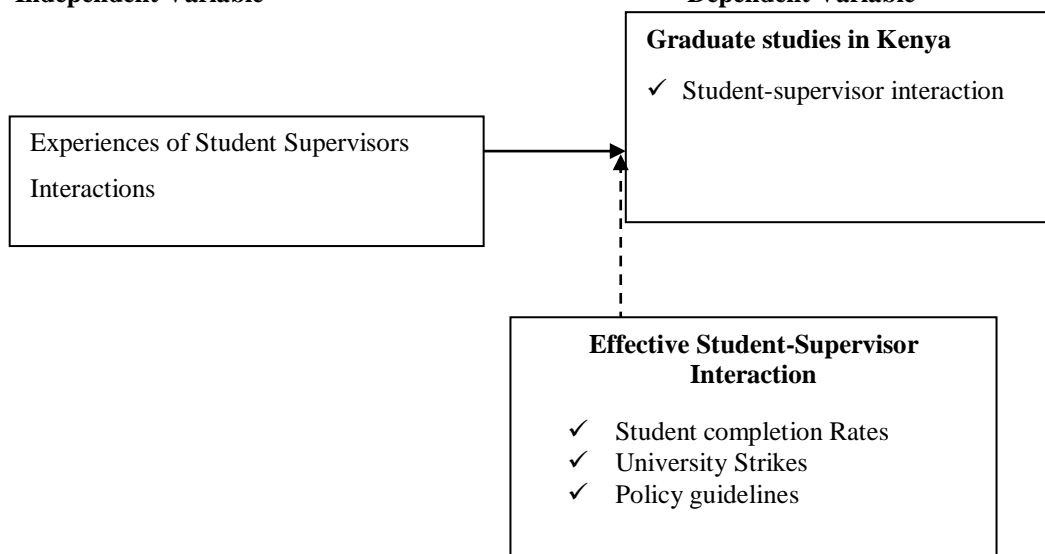 Independent Variable
Dependent Variable
Graduate studies in Kenya
✓ Student-supervisor interaction
Experiences of Student Supervisors
Interactions
Effective Student-Supervisor
Interaction
✓ Student completion Rates
✓ University Strikes
✓ Policy guidelines